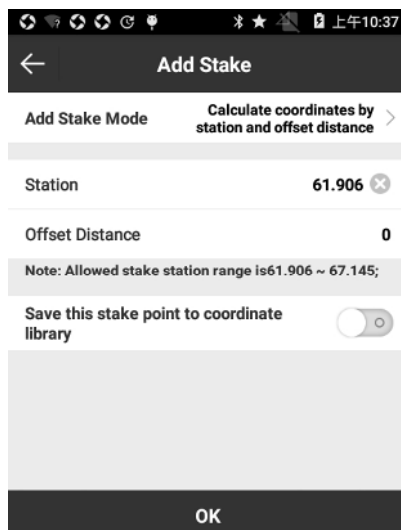 上午10:37
Add Stake
Add Stake Mode
Calculate coordinates by
station and offset distance
Station
61.906
Offset Distance
0
Note: Allowed stake station range is61.906 ~ 67.145;
Save this stake point to coordinate
library
OK